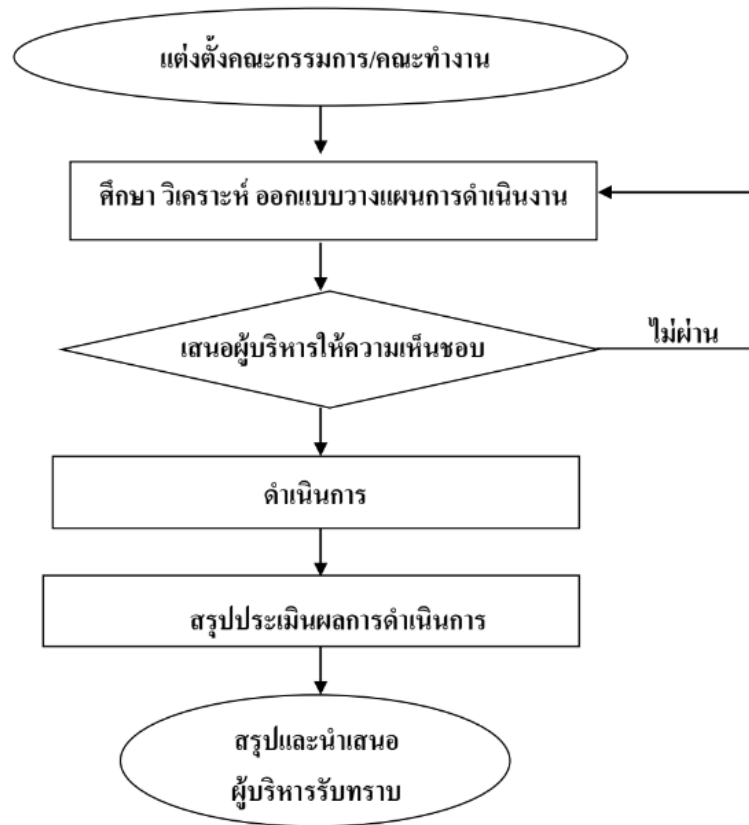 แต่งตั้งคณะกรรมการ/คณะทำงาน
ศึกษา วิเคราะห์ ออกแบบวางแผนการดำเนินงาน
เสนอผู้บริหารให้ความเห็นชอบ
ไม่ผ่าน
ดำเนินการ
สรุปประเมินผลการดำเนินการ
สรุปและนำเสนอ
ผู้บริหารรับทราบ